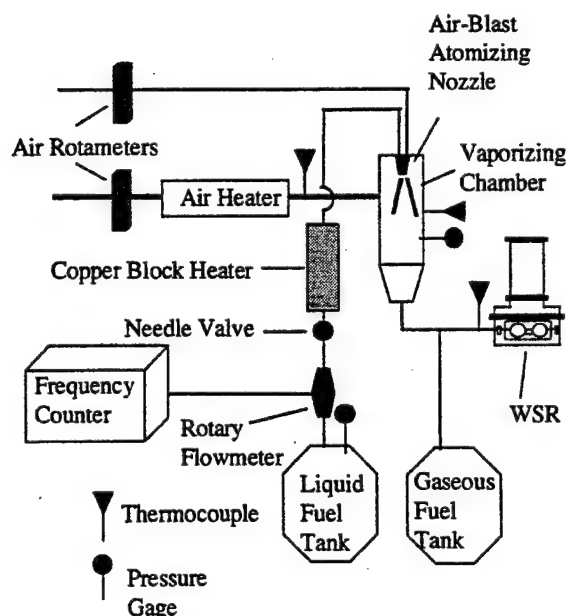 Air-Blast
Atomizing
Nozzle
Air Rotameters
Vaporizing
Chamber
Air Heater
Copper Block Heater
Needle Valve
Frequency
Counter
WSR
Rotary
Flowmeter
Liquid
Fuel
Tank
Gaseous
Fuel
Tank
Thermocouple
Pressure
Gage